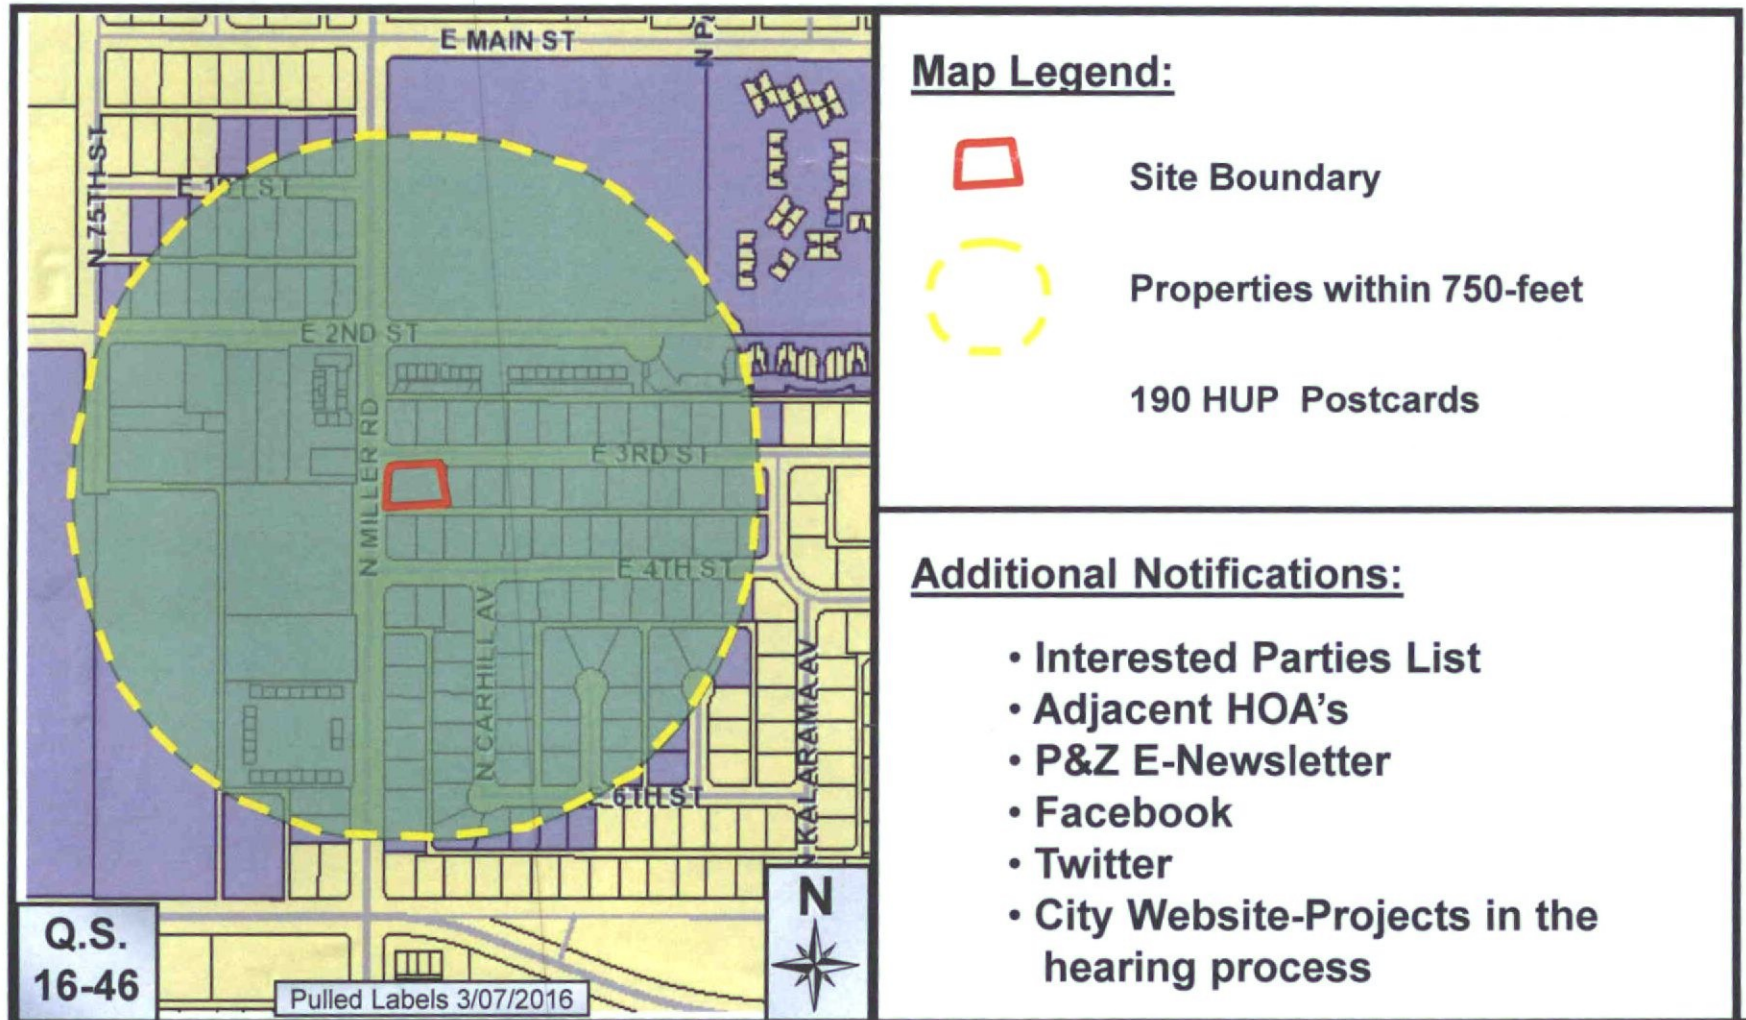 E MAIN ST
N 75TH ST
E 1ST ST
E 2ND ST
N MILLER RD
E 3RD ST
E 4TH ST
N CARHILL AV
N KALARAMA AV
E 6TH ST
Q.S.
16-46
Pulled Labels 3/07/2016
N
Map Legend:
Site Boundary
Properties within 750-feet
190 HUP Postcards
Additional Notifications:
• Interested Parties List
• Adjacent HOA's
• P&Z E-Newsletter
• Facebook
• Twitter
• City Website-Projects in the
hearing process